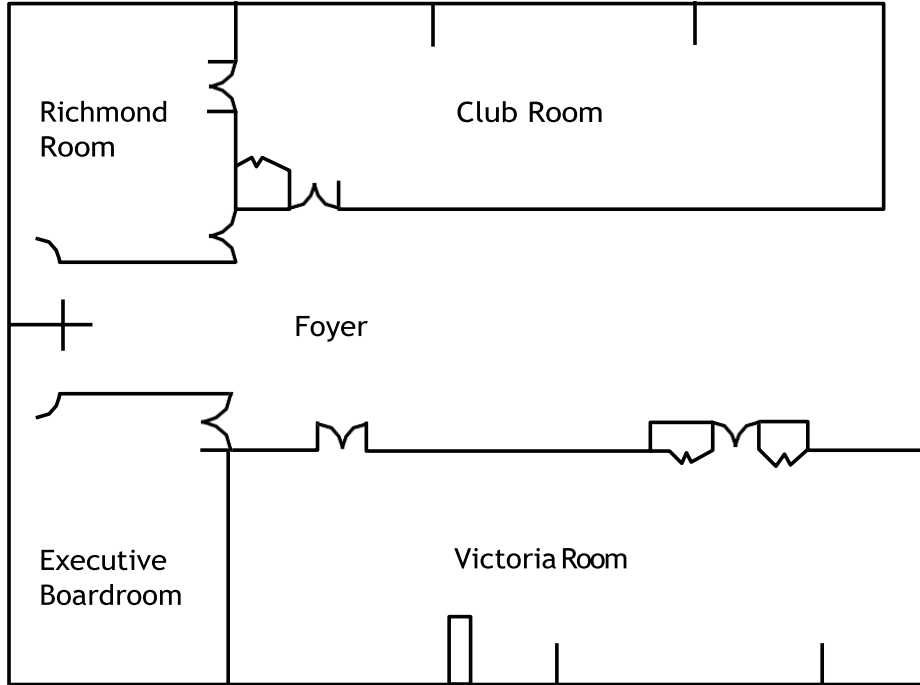 Richmond
Room
Club Room
Foyer
Executive
Boardroom
Victoria Room